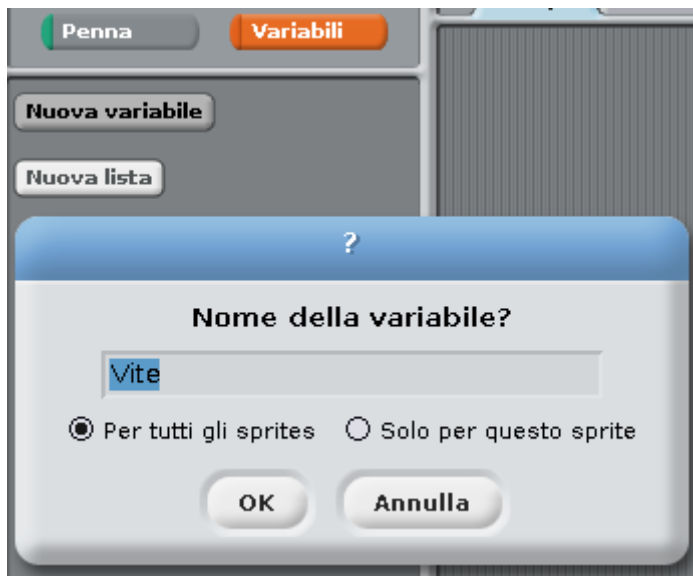 Penna
Variabili
Nuova variabile
Nuova lista
?
Nome della variabile?
Vite
Per tutti gli sprites
Solo per questo sprite
OK
Annulla